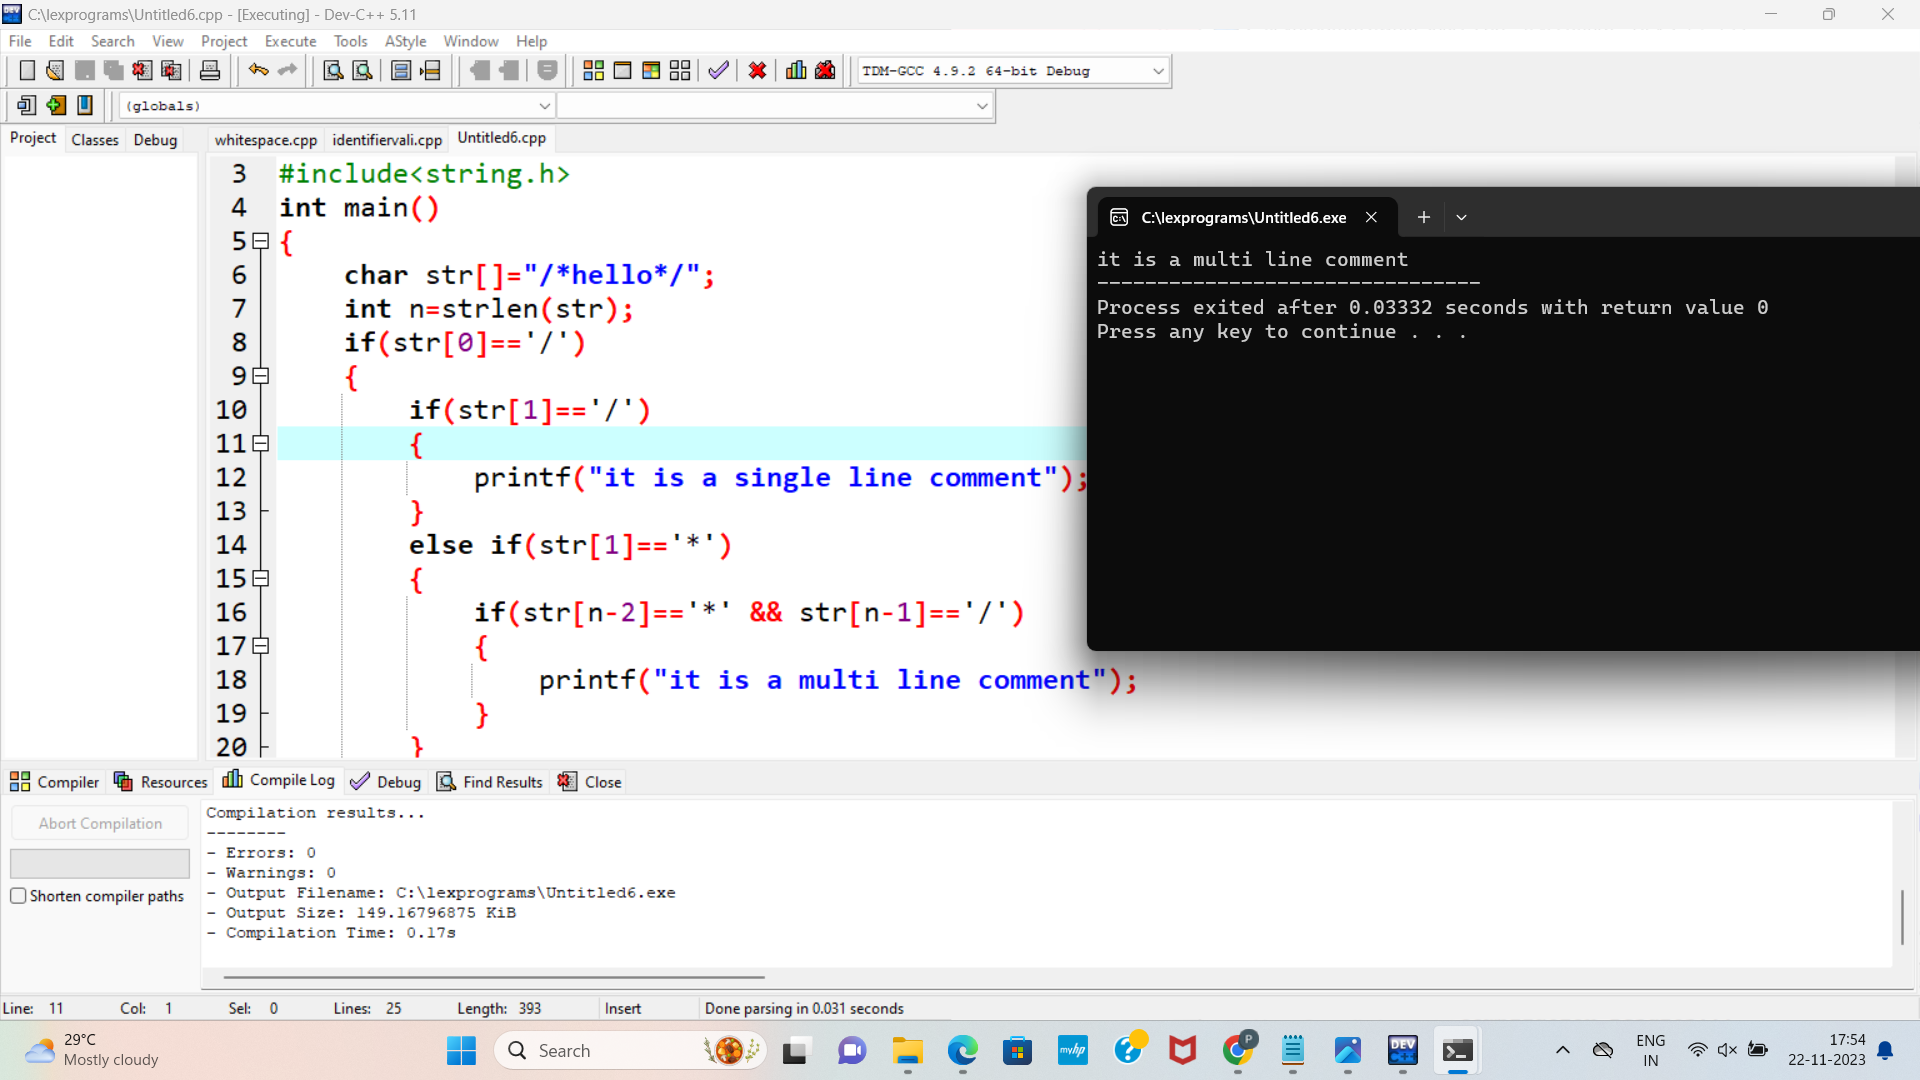 C:\lexprograms\Untitled6.cpp - [Executing] - Dev-C++ 5.11
File Edit Search View Project Execute Tools AStyle Window Help
TDM-GCC 4.9.2 64-bit Debug
(globals)
Project Classes Debug
whitespace.cpp identifiervali.cpp Untitled6.cpp
3 #include<string.h>
4 int main()
5 {
6 char str[]="/*hello*/";
7 int n=strlen(str);
8 if(str[0]=='/')
9 {
10 if(str[1]=='/')
11 {
12 printf("it is a single line comment");
13 }
14 else if(str[1]=='*')
15 {
16 if(str[n-2]=='*' && str[n-1]=='/')
17 {
18 printf("it is a multi line comment");
19 }
20 }
C:\lexprograms\Untitled6.exe
it is a multi line comment
--------------------------------
Process exited after 0.03332 seconds with return value 0
Press any key to continue . . .
Compiler Resources Compile Log Debug Find Results Close
Abort Compilation
Shorten compiler paths
Compilation results...
--------
- Errors: 0
- Warnings: 0
- Output Filename: C:\lexprograms\Untitled6.exe
- Output Size: 149.16796875 KiB
- Compilation Time: 0.17s
Line: 11 Col: 1 Sel: 0 Lines: 25 Length: 393 Insert Done parsing in 0.031 seconds
29°C
Mostly cloudy
Search
myhp
P
DEV
C++
ENG
IN
17:54
22-11-2023